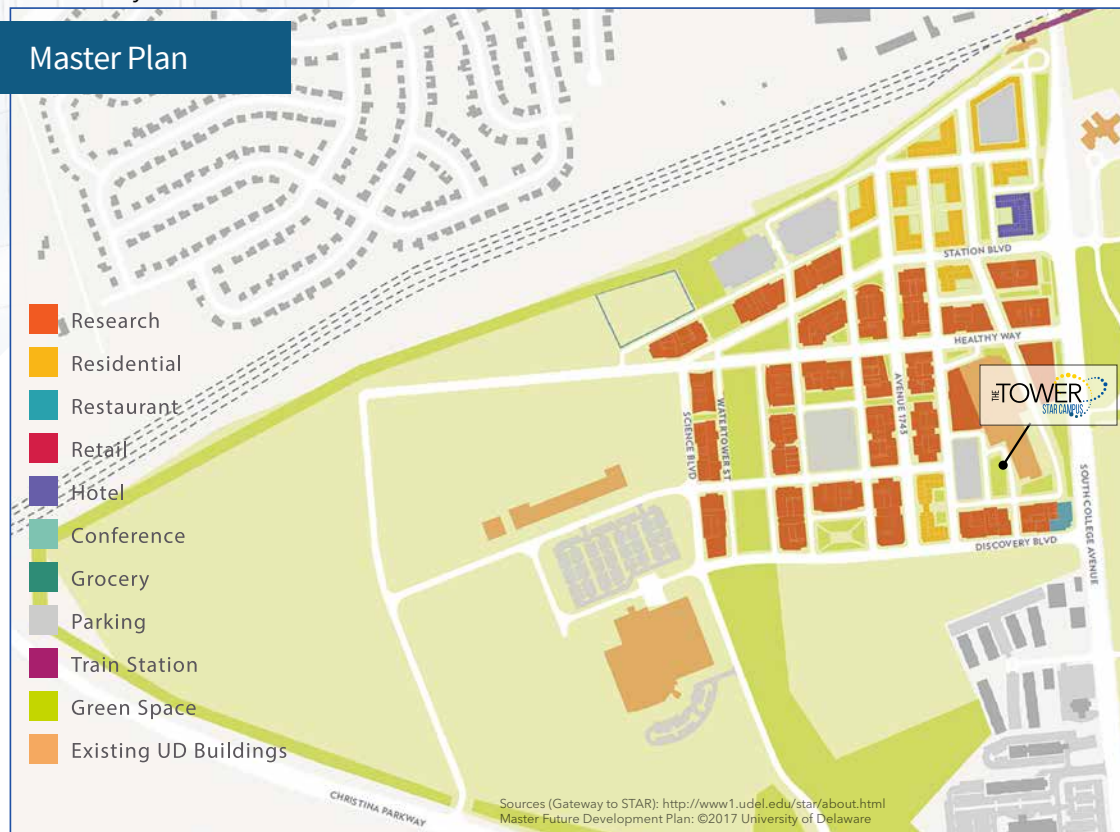 Master Plan
Research
Residential
Restaurant
Retail
Hotel
Conference
Grocery
Parking
Train Station
Green Space
Existing UD Buildings
STATION BLVD
HEALTHY WAY
THE TOWER
STAR CAMPUS
AVENUE 1743
WATERTOWER ST
SCIENCE BLVD
SOUTH COLLEGE AVENUE
DISCOVERY BLVD
CHRISTINA PARKWAY
Sources (Gateway to STAR): http://www1.udel.edu/star/about.html
Master Future Development Plan: ©2017 University of Delaware